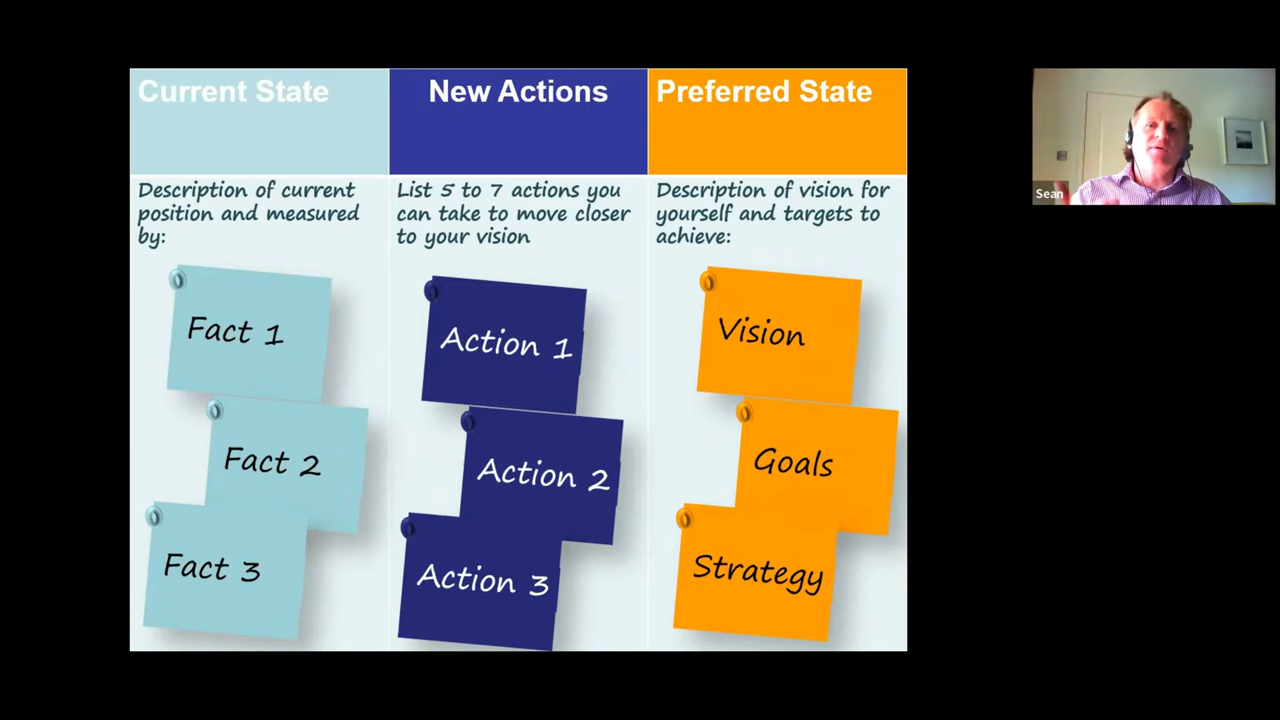 Current State
New Actions
Preferred State
Description of current
position and measured
by:
List 5 to 7 actions you
can take to move closer
to your vision
Description of vision for
yourself and targets to
achieve:
Fact 1
Fact 2
Fact 3
Action 1
Action 2
Action 3
Vision
Goals
Strategy
Sean